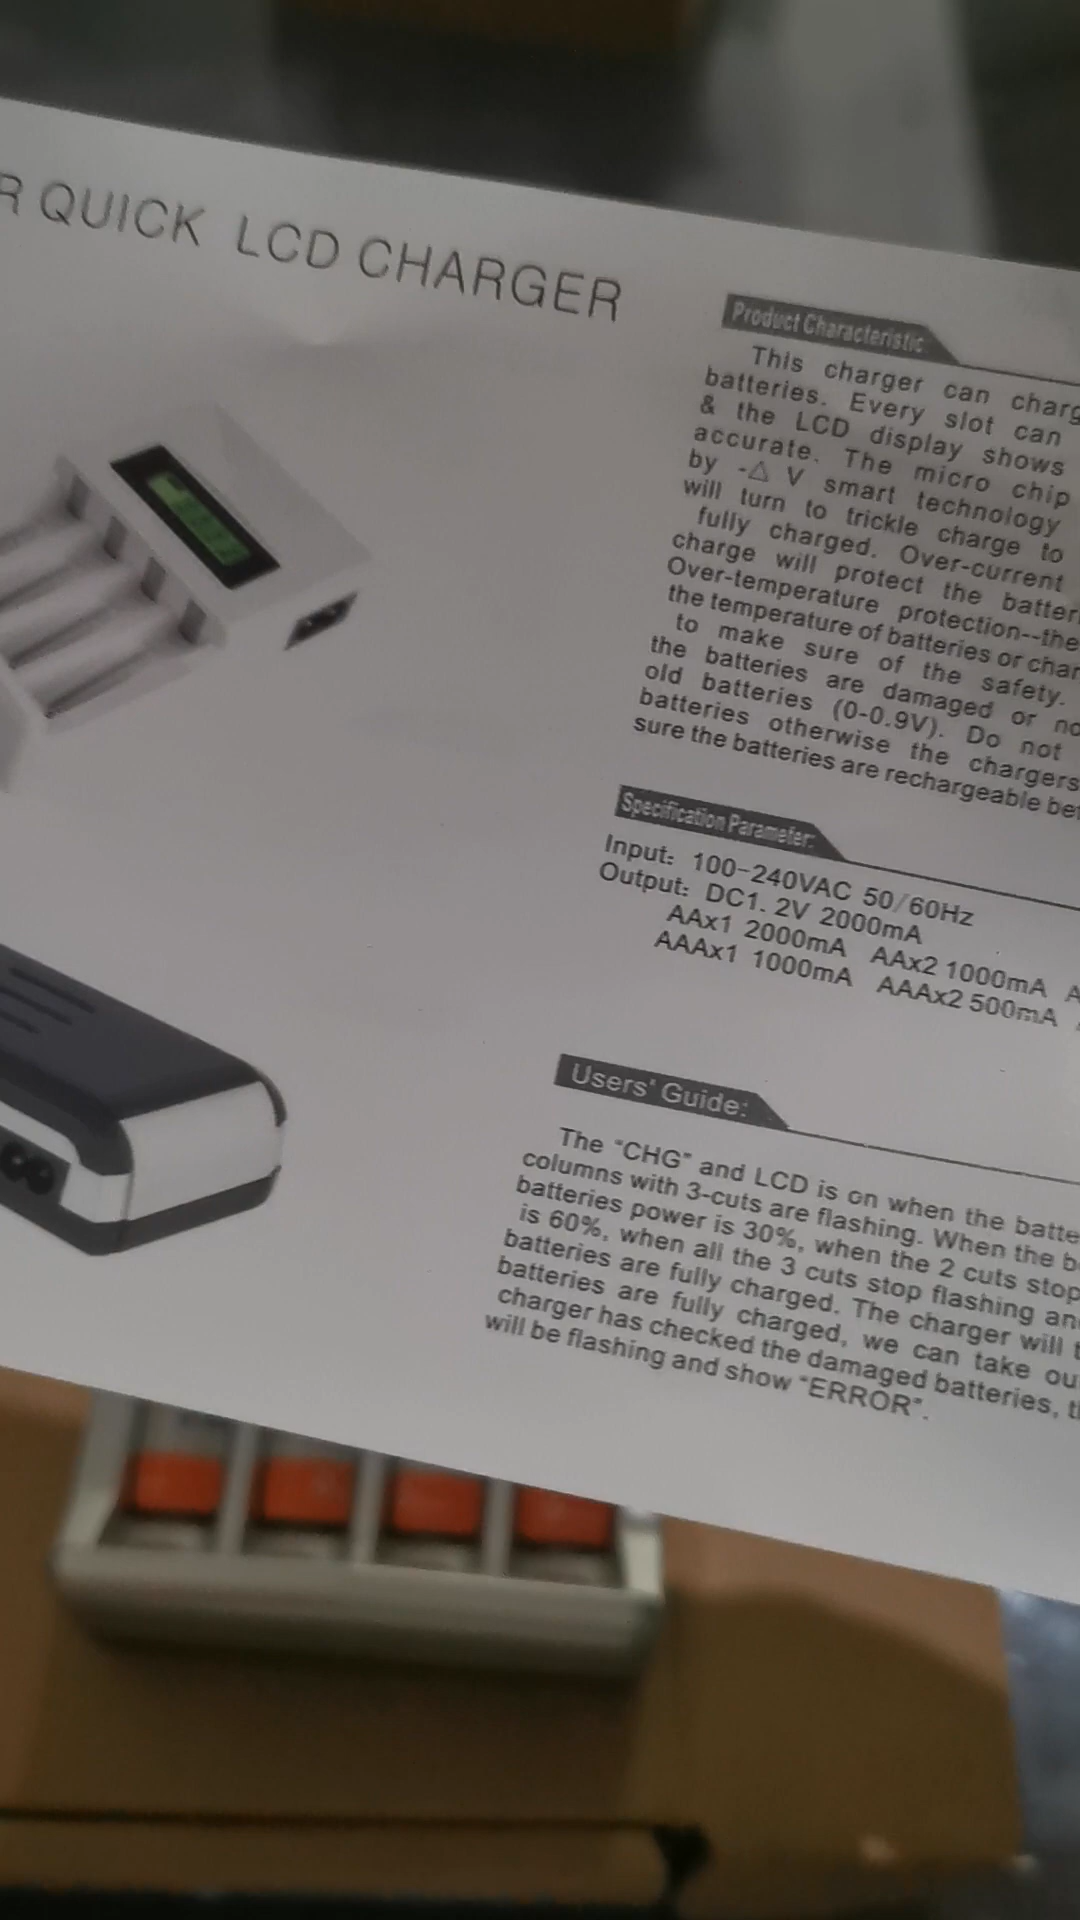 R QUICK LCD CHARGER
Product Characteristic
This charger can charg
batteries. Every slot can
& the LCD display shows
accurate. The micro chip
by -△ V smart technology
will turn to trickle charge to
fully charged. Over-current
charge will protect the batter
Over-temperature protection--the
the temperature of batteries or char
to make sure of the safety.
the batteries are damaged or no
old batteries (0-0.9V). Do not
batteries otherwise the chargers
sure the batteries are rechargeable be
Specification Parameter:
Input: 100-240VAC 50/60Hz
Output: DC1.2V 2000mA
AAx1 2000mA AAx2 1000mA A
AAAx1 1000mA AAAx2 500mA
Users' Guide:
The "CHG" and LCD is on when the batte
columns with 3-cuts are flashing. When the b
batteries power is 30%, when the 2 cuts stop
is 60%, when all the 3 cuts stop flashing an
batteries are fully charged. The charger will t
batteries are fully charged, we can take ou
charger has checked the damaged batteries, t
will be flashing and show "ERROR".